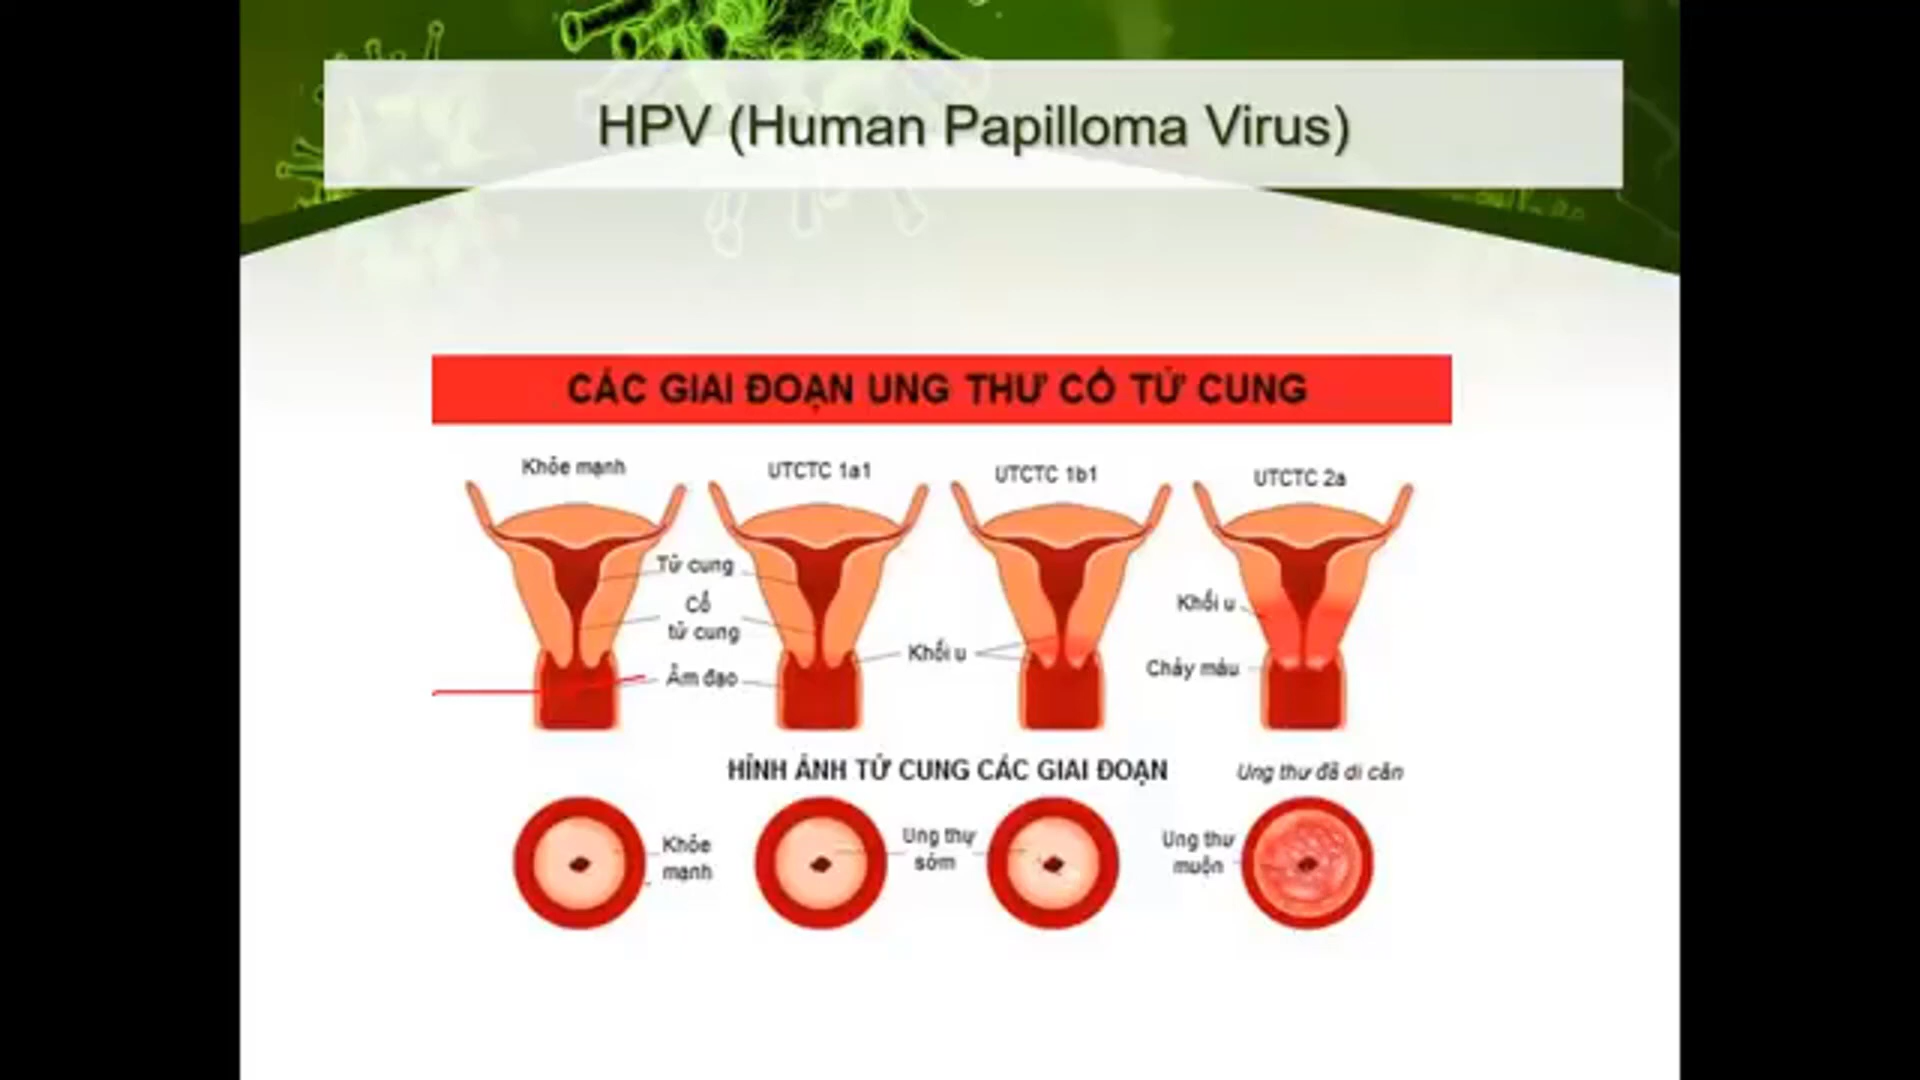 HPV (Human Papilloma Virus)
CÁC GIAI ĐOẠN UNG THƯ CỔ TỬ CUNG
Khỏe mạnh
UTCTC 1a1
UTCTC 1b1
UTCTC 2a
Tử cung
Cổ
tử cung
Âm đạo
Khối u
Khối u
Chảy máu
HÌNH ẢNH TỬ CUNG CÁC GIAI ĐOẠN
Ung thư đã di căn
Khỏe
mạnh
Ung thư
sớm
Ung thư
muộn